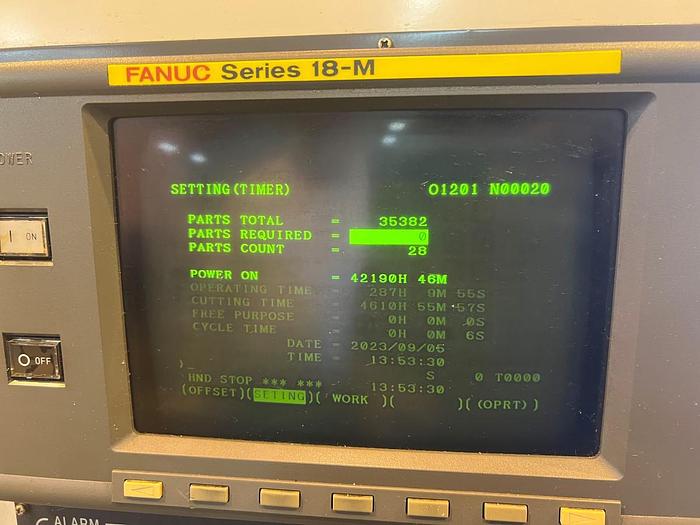 FANUC Series 18-M
OWER
SETTING(TIMER) O1201 N00020
PARTS TOTAL = 35382
PARTS REQUIRED = 0
PARTS COUNT = 28
POWER ON = 42190H 46M
OPERATING TIME = 287H 9M 55S
CUTTING TIME = 4610H 55M 57S
FREE PURPOSE = 0H 0M 0S
CYCLE TIME = 0H 0M 6S
DATE = 2023/09/05
TIME = 13:53:30
)_
S 0 T0000
HND STOP *** *** 13:53:30
(OFFSET)(SETING)( WORK )( )((OPRT))
I ON
O OFF
ALARM